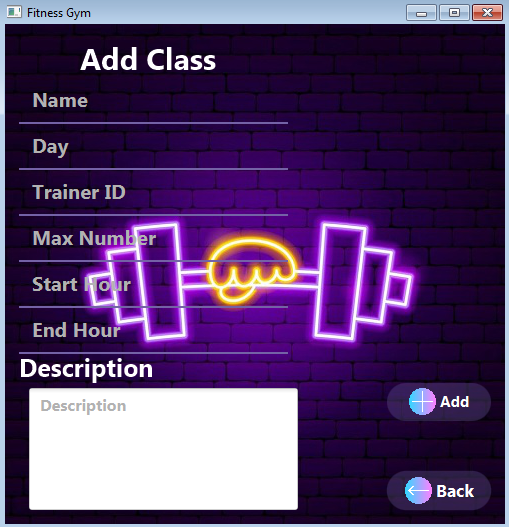 Fitness Gym
Add Class
Name
Day
Trainer ID
Max Number
Start Hour
End Hour
Description
Description
Add
Back